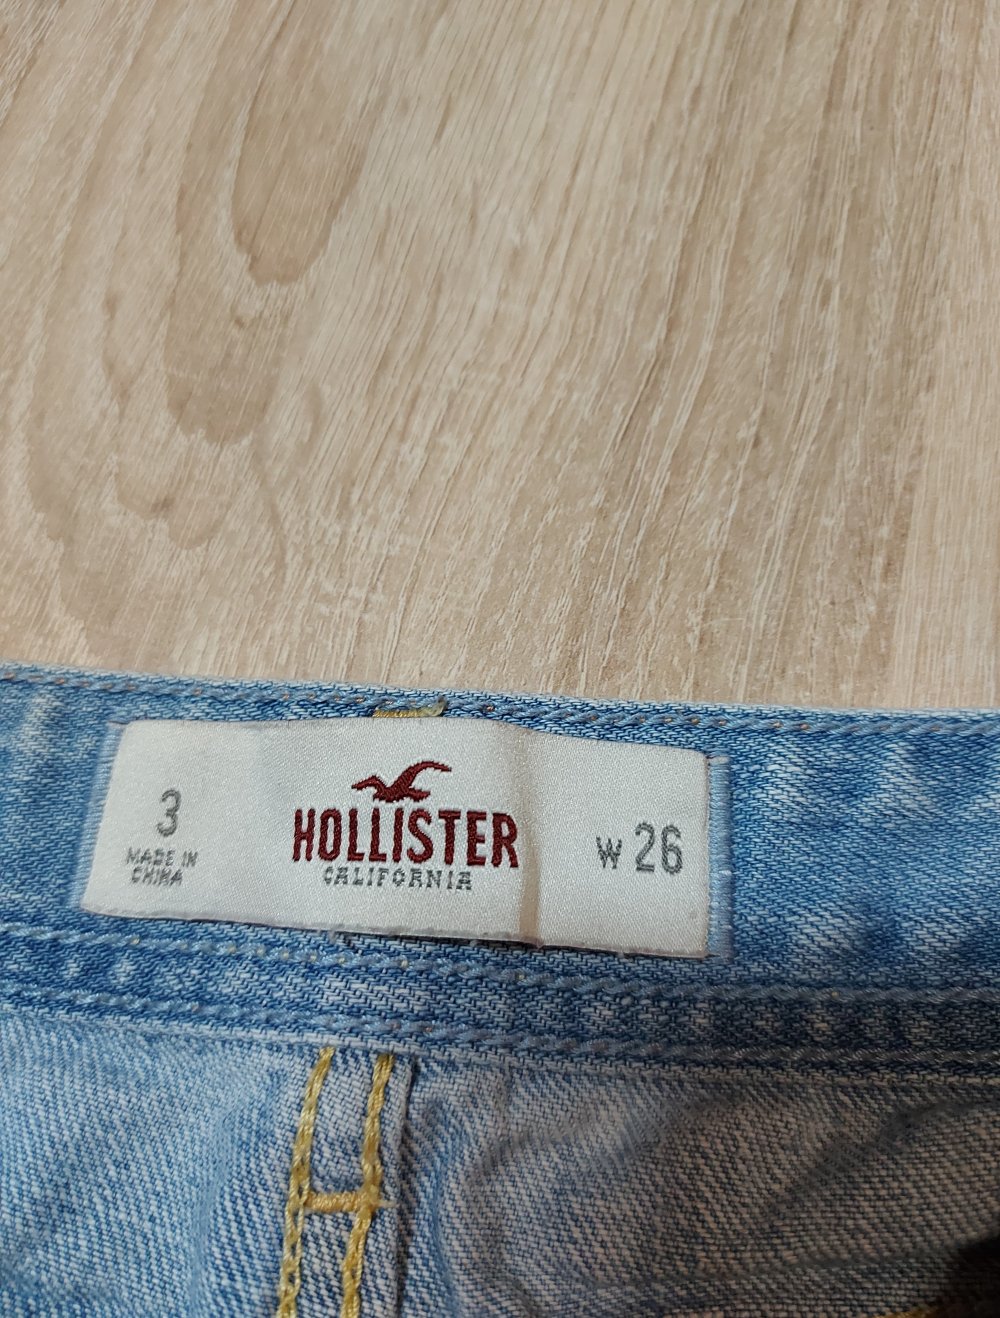 3
MADE IN
CHINA
HOLLISTER
CALIFORNIA
W 26